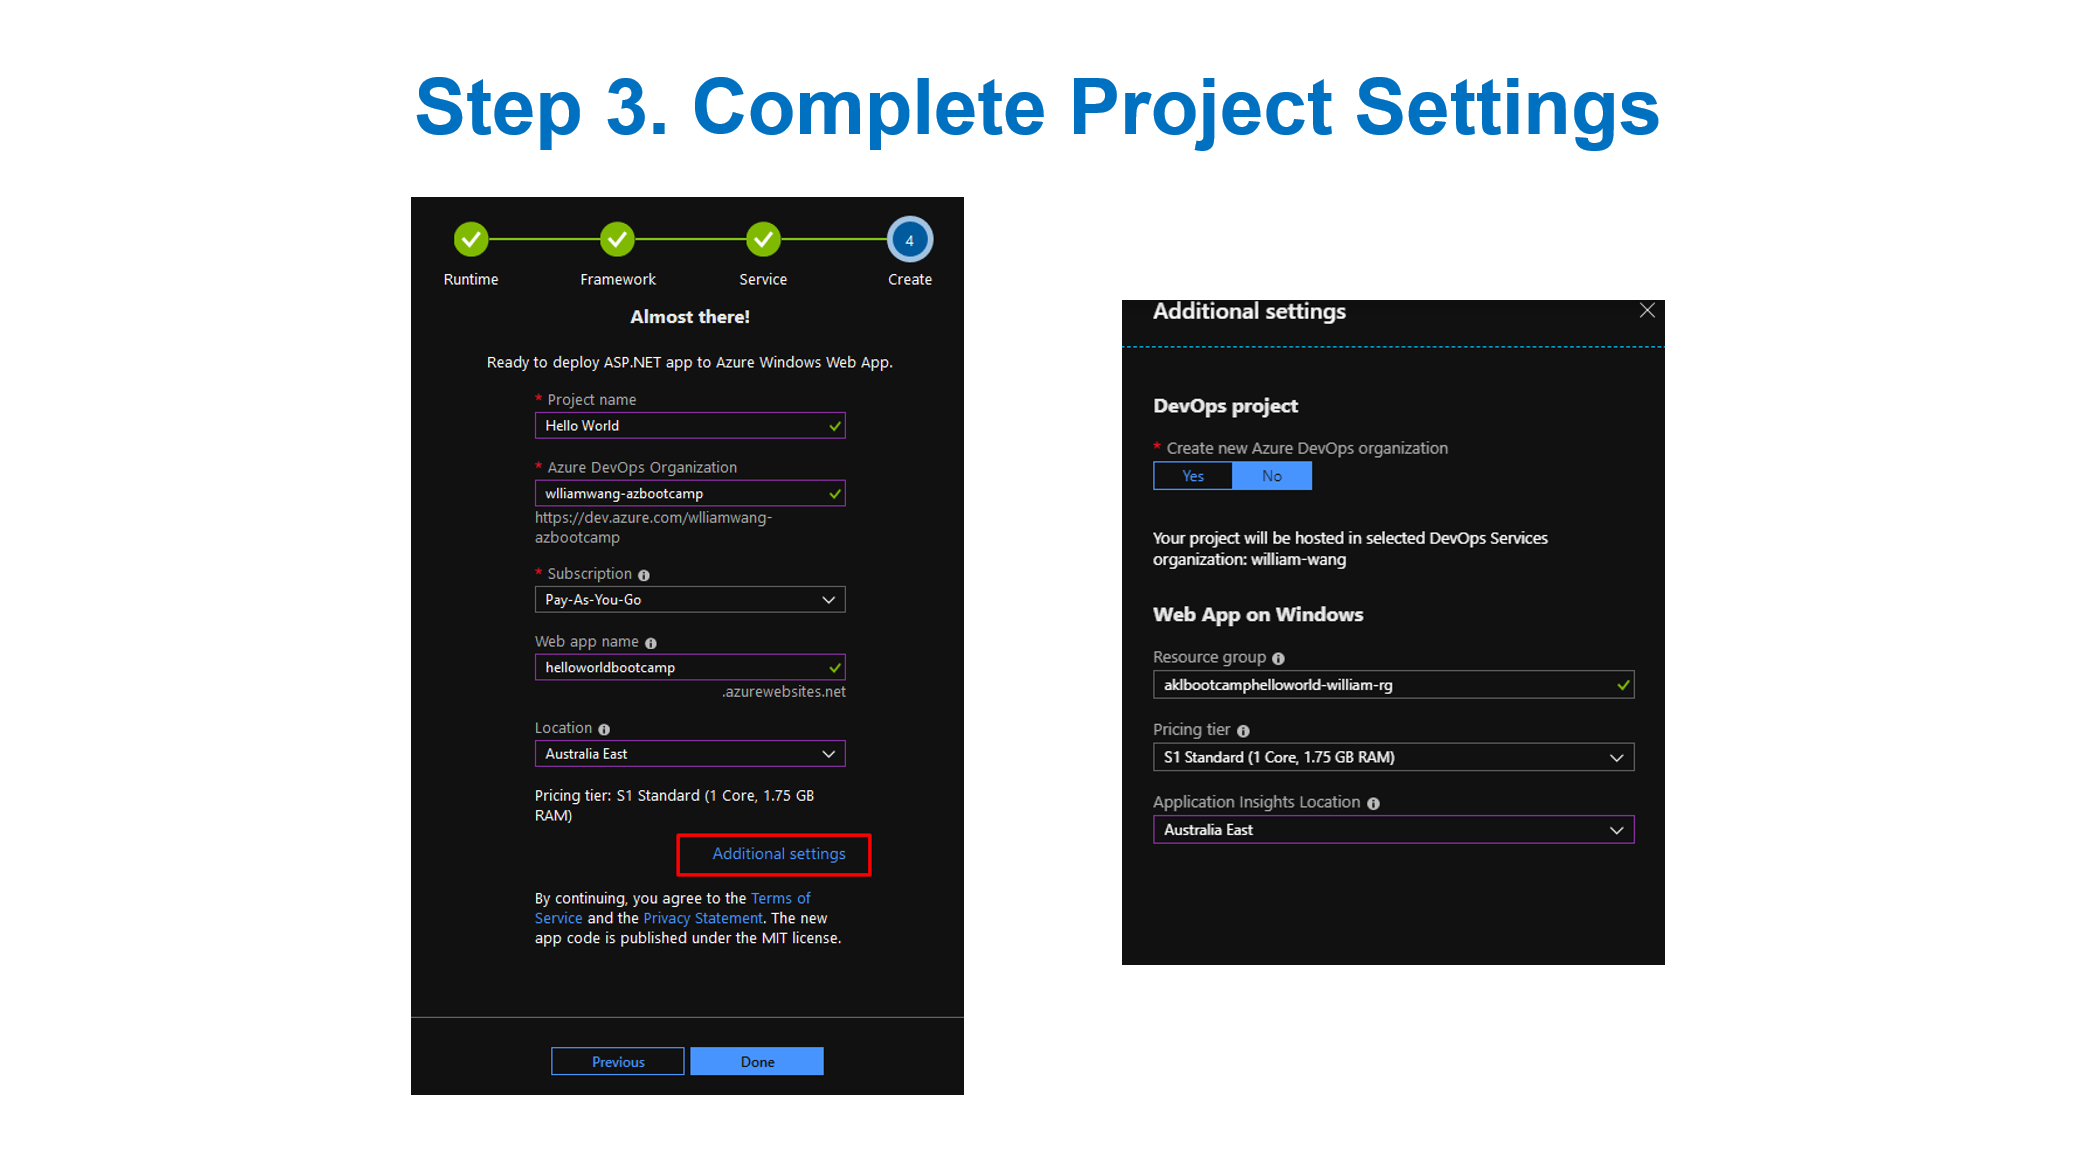 Step 3. Complete Project Settings
4
Runtime
Framework
Service
Create
Almost there!
Ready to deploy ASP.NET app to Azure Windows Web App.
* Project name
Hello World
* Azure DevOps Organization
wlliamwang-azbootcamp
https://dev.azure.com/wlliamwang-
azbootcamp
* Subscription
Pay-As-You-Go
Web app name
helloworldbootcamp
.azurewebsites.net
Location
Australia East
Pricing tier: S1 Standard (1 Core, 1.75 GB
RAM)
Additional settings
By continuing, you agree to the Terms of
Service and the Privacy Statement. The new
app code is published under the MIT license.
Previous
Done
Additional settings
DevOps project
* Create new Azure DevOps organization
Yes
No
Your project will be hosted in selected DevOps Services
organization: william-wang
Web App on Windows
Resource group
aklbootcamphelloworld-william-rg
Pricing tier
S1 Standard (1 Core, 1.75 GB RAM)
Application Insights Location
Australia East